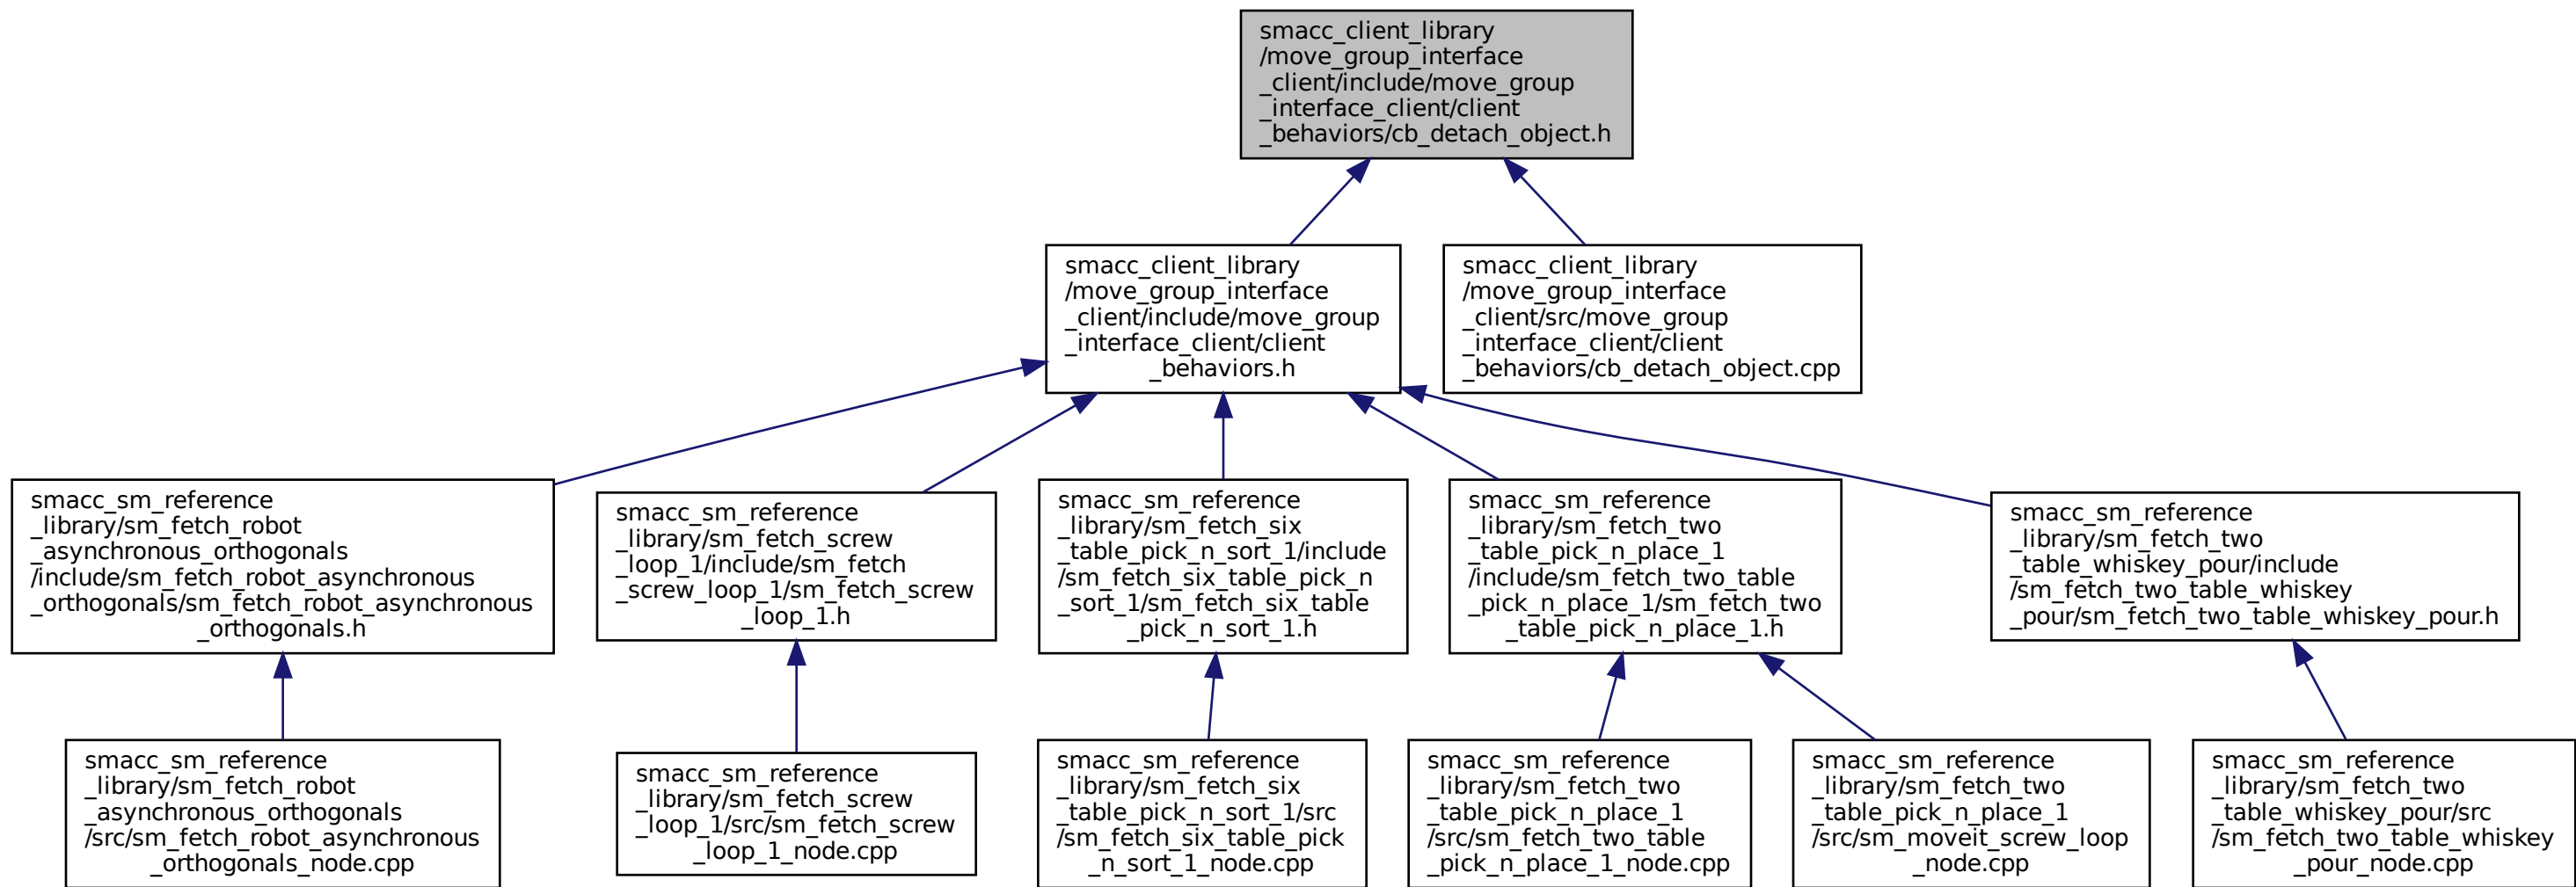 smacc_client_library
/move_group_interface
_client/include/move_group
_interface_client/client
_behaviors/cb_detach_object.h
smacc_client_library
/move_group_interface
_client/include/move_group
_interface_client/client
_behaviors.h
smacc_client_library
/move_group_interface
_client/src/move_group
_interface_client/client
_behaviors/cb_detach_object.cpp
smacc_sm_reference
_library/sm_fetch_robot
_asynchronous_orthogonals
/include/sm_fetch_robot_asynchronous
_orthogonals/sm_fetch_robot_asynchronous
_orthogonals.h
smacc_sm_reference
_library/sm_fetch_screw
_loop_1/include/sm_fetch
_screw_loop_1/sm_fetch_screw
_loop_1.h
smacc_sm_reference
_library/sm_fetch_six
_table_pick_n_sort_1/include
/sm_fetch_six_table_pick_n
_sort_1/sm_fetch_six_table
_pick_n_sort_1.h
smacc_sm_reference
_library/sm_fetch_two
_table_pick_n_place_1
/include/sm_fetch_two_table
_pick_n_place_1/sm_fetch_two
_table_pick_n_place_1.h
smacc_sm_reference
_library/sm_fetch_two
_table_whiskey_pour/include
/sm_fetch_two_table_whiskey
_pour/sm_fetch_two_table_whiskey_pour.h
smacc_sm_reference
_library/sm_fetch_robot
_asynchronous_orthogonals
/src/sm_fetch_robot_asynchronous
_orthogonals_node.cpp
smacc_sm_reference
_library/sm_fetch_screw
_loop_1/src/sm_fetch_screw
_loop_1_node.cpp
smacc_sm_reference
_library/sm_fetch_six
_table_pick_n_sort_1/src
/sm_fetch_six_table_pick
_n_sort_1_node.cpp
smacc_sm_reference
_library/sm_fetch_two
_table_pick_n_place_1
/src/sm_fetch_two_table
_pick_n_place_1_node.cpp
smacc_sm_reference
_library/sm_fetch_two
_table_pick_n_place_1
/src/sm_moveit_screw_loop
_node.cpp
smacc_sm_reference
_library/sm_fetch_two
_table_whiskey_pour/src
/sm_fetch_two_table_whiskey
_pour_node.cpp